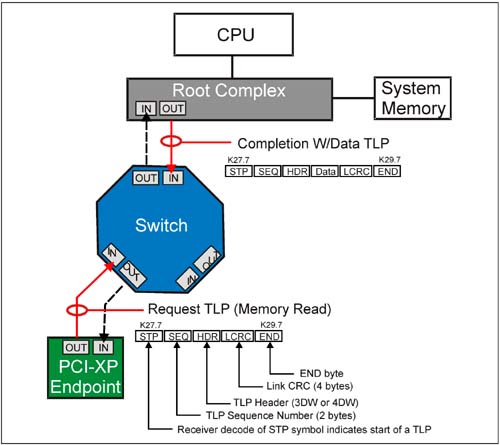 CPU
Root Complex
System
Memory
IN OUT
Completion W/Data TLP
K27.7 K29.7
STP SEQ HDR Data LCRC END
OUT IN
Switch
IN
OUT
OUT
IN
Request TLP (Memory Read)
K27.7 K29.7
STP SEQ HDR LCRC END
OUT IN
PCI-XP
Endpoint
END byte
Link CRC (4 bytes)
TLP Header (3DW or 4DW)
TLP Sequence Number (2 bytes)
Receiver decode of STP symbol indicates start of a TLP